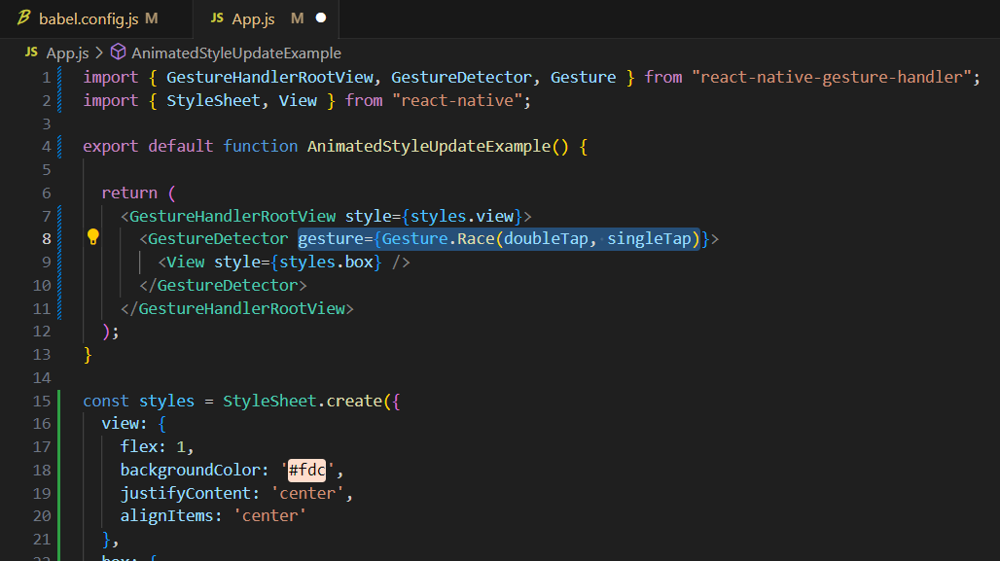 babel.config.js M
JS App.js M
JS App.js > AnimatedStyleUpdateExample
1 import { GestureHandlerRootView, GestureDetector, Gesture } from "react-native-gesture-handler";
2 import { StyleSheet, View } from "react-native";
3
4 export default function AnimatedStyleUpdateExample() {
5
6 return (
7 <GestureHandlerRootView style={styles.view}>
8 <GestureDetector gesture={Gesture.Race(doubleTap, singleTap)}>
9 <View style={styles.box} />
10 </GestureDetector>
11 </GestureHandlerRootView>
12 );
13 }
14
15 const styles = StyleSheet.create({
16 view: {
17 flex: 1,
18 backgroundColor: '#fdc',
19 justifyContent: 'center',
20 alignItems: 'center'
21 },
22 box: {